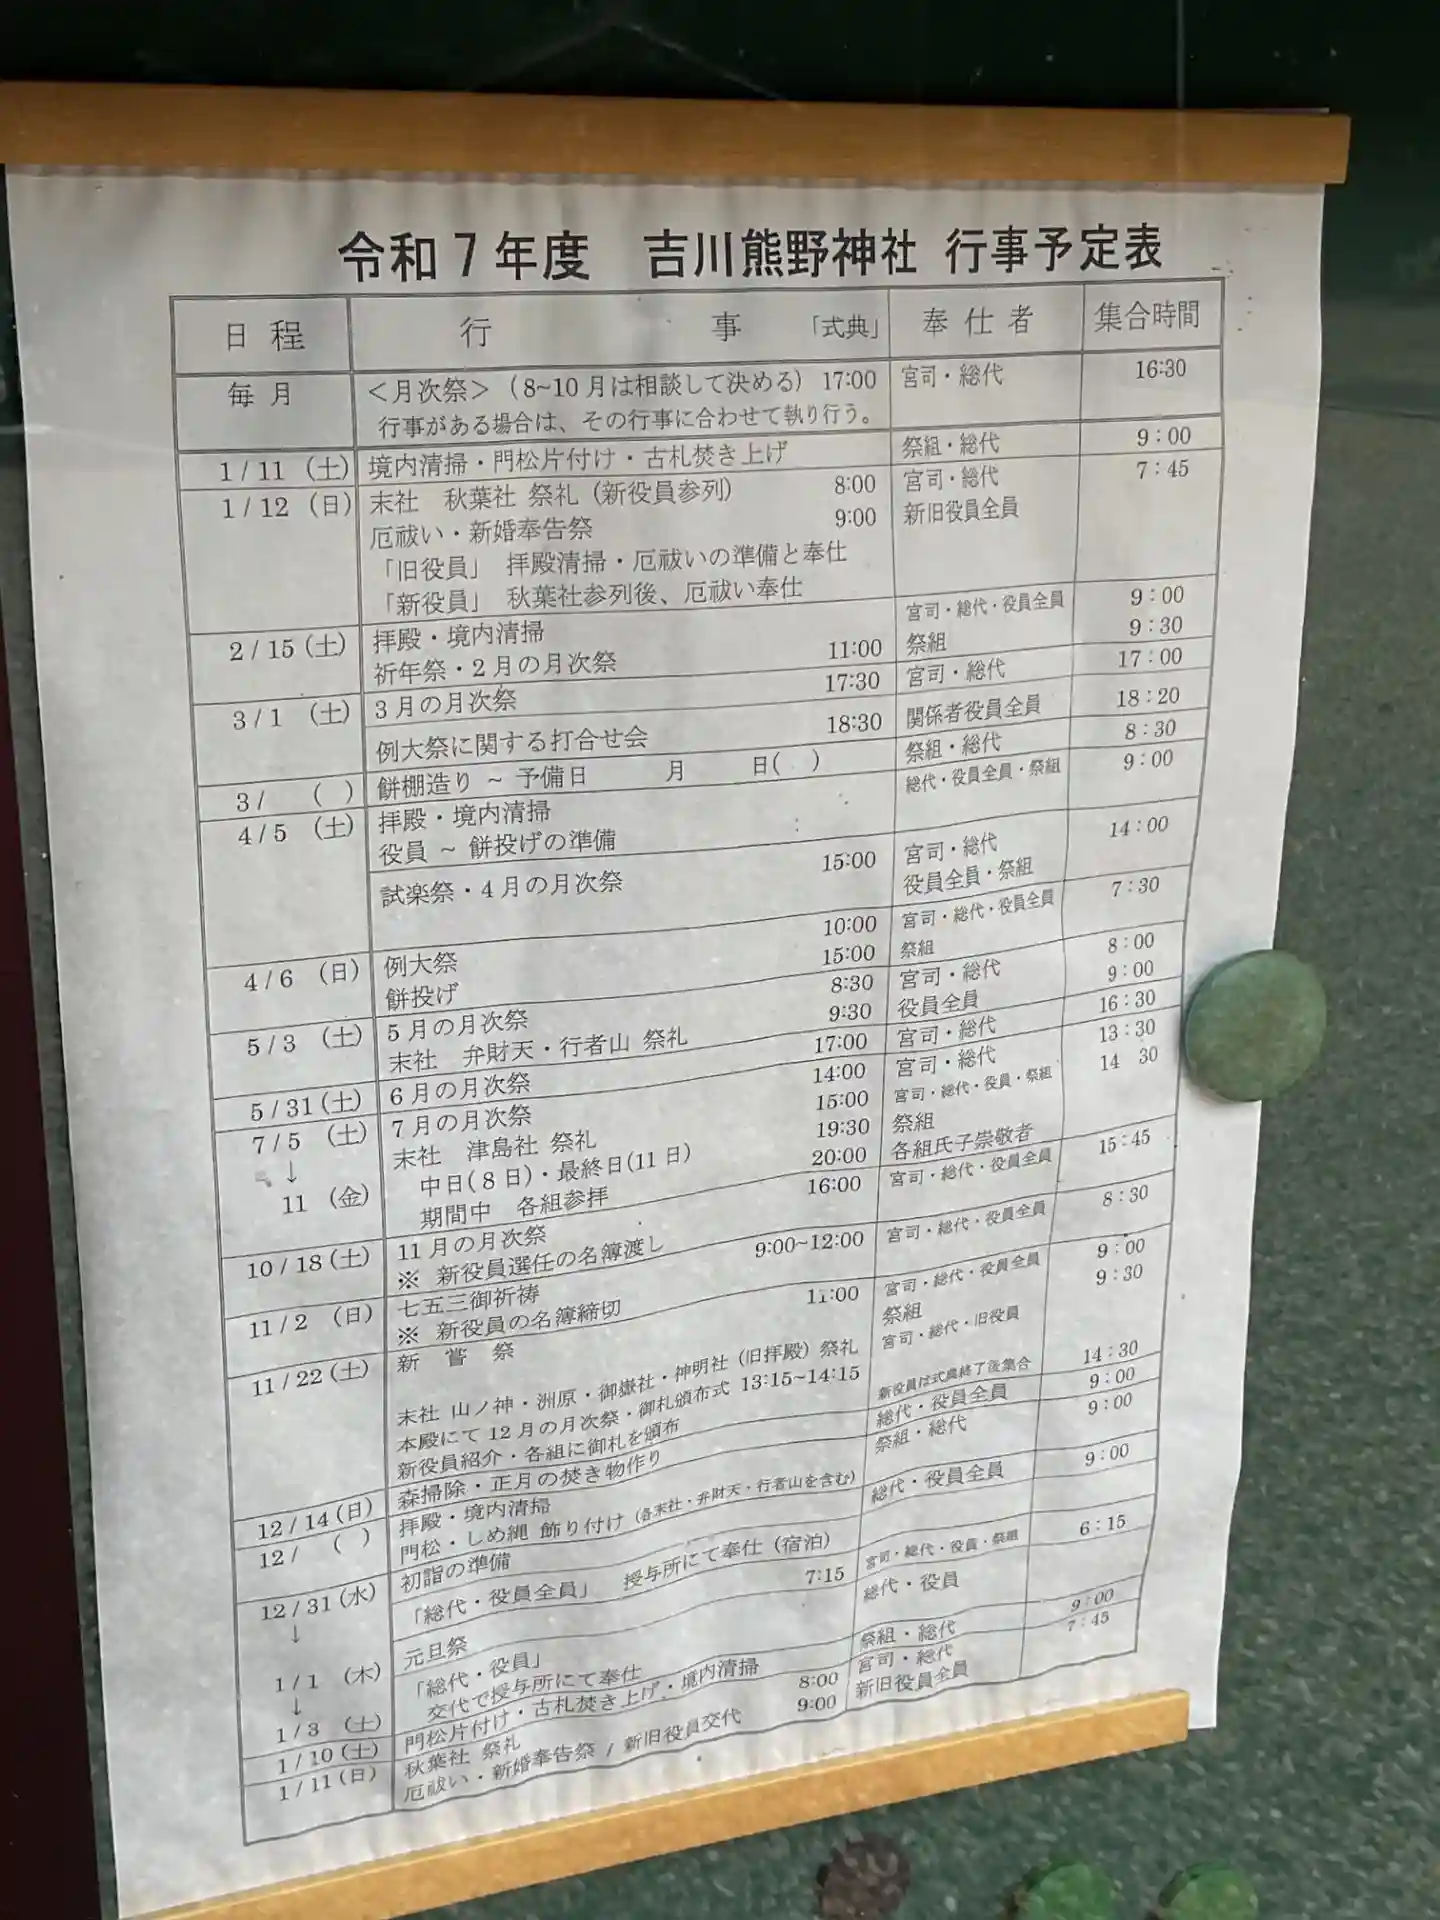 令和7年度 吉川熊野神社 行事予定表
日程 行事 「式典」 奉仕者 集合時間
毎月 <月次祭> (8~10月は相談して決める) 17:00 宮司・総代 16:30
行事がある場合は、その行事に合わせて執り行う。
1/11 (土) 境内清掃・門松片付け・古札焚き上げ 祭組・総代 9:00
1/12 (日) 末社 秋葉社 祭礼 (新役員参列) 8:00 宮司・総代 7:45
厄祓い・新婚奉告祭 9:00 新旧役員全員
「旧役員」 拝殿清掃・厄祓いの準備と奉仕
「新役員」 秋葉社参列後、厄祓い奉仕
2/15 (土) 拝殿・境内清掃 宮司・総代・役員全員 9:00
祈年祭・2月の月次祭 11:00 祭組 9:30
3/1 (土) 3月の月次祭 17:30 宮司・総代 17:00
例大祭に関する打合せ会 18:30 関係者役員全員 18:20
3/ ( ) 餅棚造り ~ 予備日 月 日( ) 祭組・総代 8:30
4/5 (土) 拝殿・境内清掃 総代・役員全員・祭組 9:00
役員 ~ 餅投げの準備
試楽祭・4月の月次祭 15:00 宮司・総代 14:00
役員全員・祭組
4/6 (日) 例大祭 10:00 宮司・総代・役員全員 7:30
餅投げ 15:00 祭組
5/3 (土) 5月の月次祭 8:30 宮司・総代 8:00
末社 弁財天・行者山 祭礼 9:30 役員全員 9:00
5/31 (土) 6月の月次祭 17:00 宮司・総代 16:30
7/5 (土) 7月の月次祭 14:00 宮司・総代 13:30
↓ 末社 津島社 祭礼 15:00 宮司・総代・役員・祭組 14 30
中日(8日)・最終日(11日) 19:30 祭組
11 (金) 期間中 各組参拝 20:00 各組氏子崇敬者
10/18 (土) 11月の月次祭 16:00 宮司・総代・役員全員 15:45
※ 新役員選任の名簿渡し
11/2 (日) 七五三御祈祷 9:00~12:00 宮司・総代・役員全員 8:30
※ 新役員の名簿締切
11/22 (土) 新嘗祭 11:00 宮司・総代・役員全員 9:00
祭組 9:30
末社 山ノ神・洲原・御嶽社・神明社 (旧拝殿) 祭礼 宮司・総代・旧役員
本殿にて12月の月次祭・御札頒布式 13:15~14:15
新役員紹介・各組に御札を頒布 新役員は式典終了後集合 14:30
12/14 (日) 森掃除・正月の焚き物作り 総代・役員全員 9:00
12/ ( ) 拝殿・境内清掃 祭組・総代 9:00
門松・しめ縄 飾り付け (各末社・弁財天・行者山を含む)
12/31 (水) 初詣の準備 総代・役員全員 9:00
↓ 「総代・役員全員」 授与所にて奉仕 (宿泊)
1/1 (木) 元旦祭 7:15 宮司・総代・役員・祭組 6:15
↓ 「総代・役員」 総代・役員
1/3 (土) 交代で授与所にて奉仕
1/10 (土) 門松片付け・古札焚き上げ・境内清掃 祭組・総代 9:00
1/11 (日) 秋葉社 祭礼 8:00 宮司・総代 7:45
厄祓い・新婚奉告祭 / 新旧役員交代 9:00 新旧役員全員